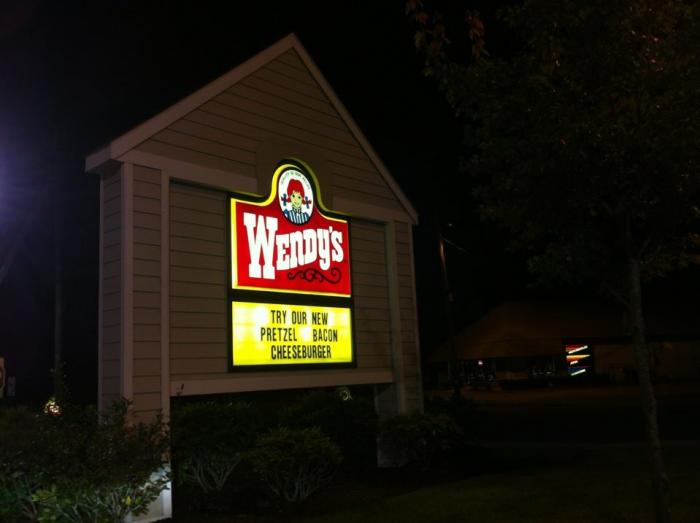 WENDY'S
TRY OUR NEW
PRETZEL BACON
CHEESEBURGER